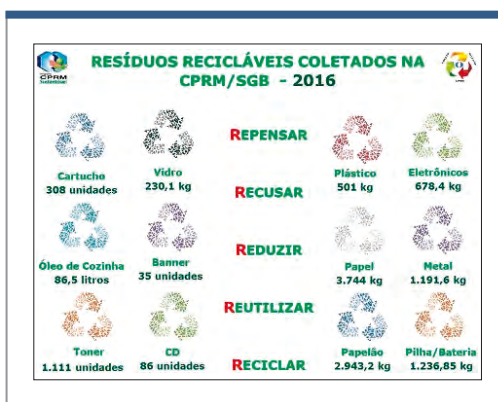 RESÍDUOS RECICLÁVEIS COLETADOS NA
CPRM/SGB - 2016
CPRM
REPENSAR
Cartucho
308 unidades
Vidro
230,1 kg
Plástico
501 kg
Eletrônicos
678,4 kg
RECUSAR
REDUZIR
Óleo de Cozinha
86,5 litros
Banner
35 unidades
Papel
3.744 kg
Metal
1.191,6 kg
REUTILIZAR
Toner
1.111 unidades
CD
86 unidades
RECICLAR
Papelão
2.943,2 kg
Pilha/Bateria
1.236,85 kg